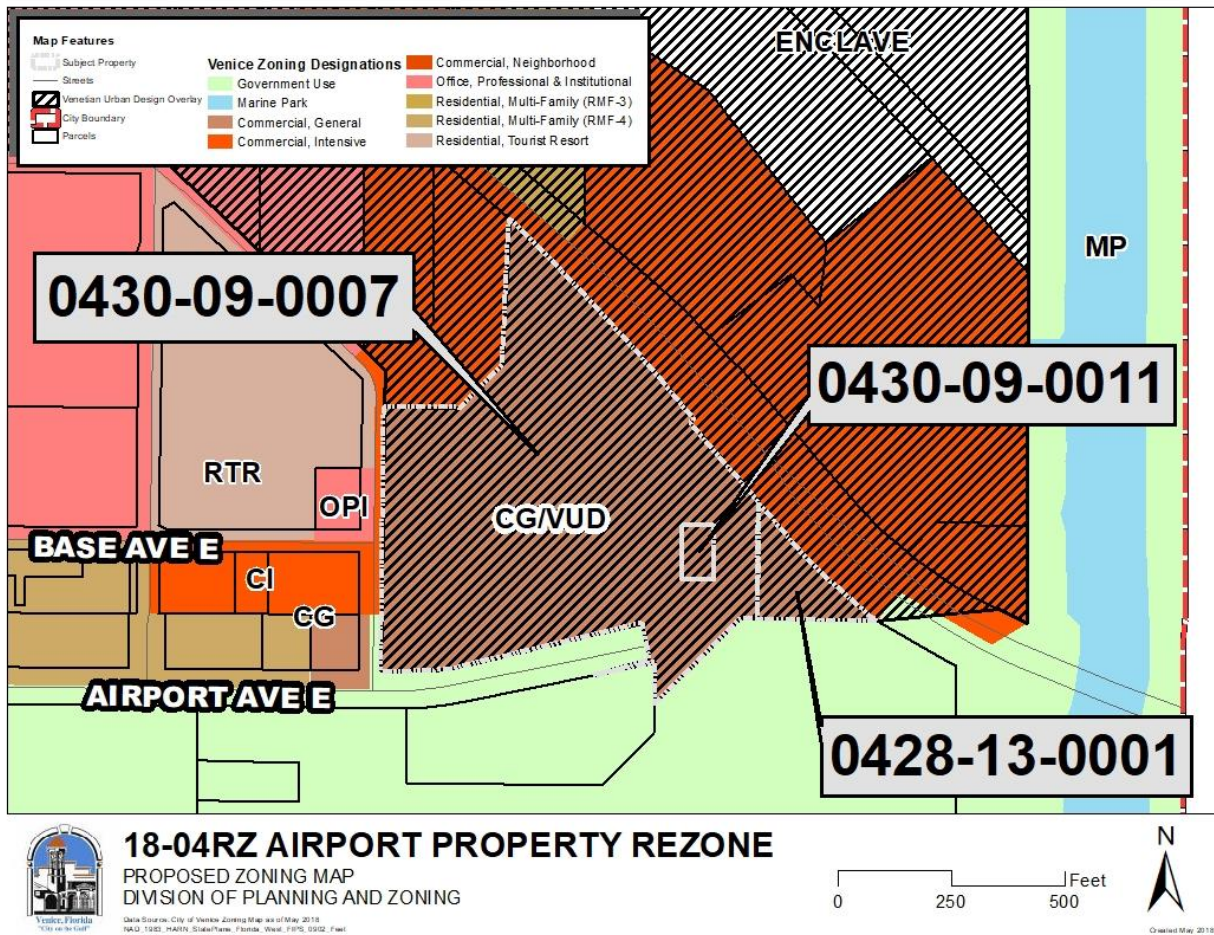 Map Features
Subject Property
Streets
Venetian Urban Design Overlay
City Boundary
Parcels
Venice Zoning Designations
Government Use
Marine Park
Commercial, General
Commercial, Intensive
Commercial, Neighborhood
Office, Professional & Institutional
Residential, Multi-Family (RMF-3)
Residential, Multi-Family (RMF-4)
Residential, Tourist Resort
ENCLAVE
MP
0430-09-0007
0430-09-0011
RTR
OPI
CG/VUD
BASE AVE E
CI
CG
AIRPORT AVE E
0428-13-0001
18-04RZ AIRPORT PROPERTY REZONE
PROPOSED ZONING MAP
DIVISION OF PLANNING AND ZONING
Data Source: City of Venice Zoning Map as of May 2018
NAD_1983_HARN_StatePlane_Florida_West_FIPS_0902_Feet
Venice, Florida
"City on the Gulf"
Feet
0 250 500
N
Created May 2018